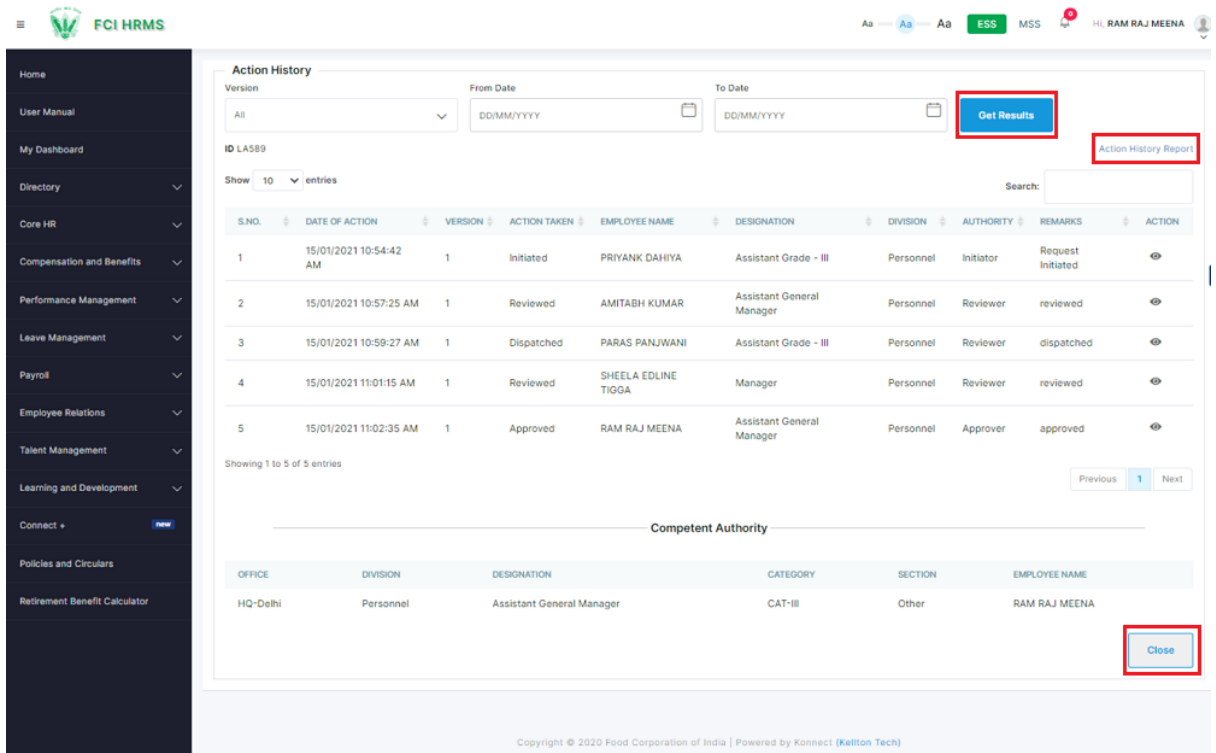 FCI HRMS
Aa Aa Aa ESS MSS 0 Hi, RAM RAJ MEENA
Home
User Manual
My Dashboard
Directory
Core HR
Compensation and Benefits
Performance Management
Leave Management
Payroll
Employee Relations
Talent Management
Learning and Development
Connect + new
Policies and Circulars
Retirement Benefit Calculator
Action History
Version From Date To Date
All DD/MM/YYYY DD/MM/YYYY Get Results
ID LA589 Action History Report
Show 10 entries Search:
S.NO. DATE OF ACTION VERSION ACTION TAKEN EMPLOYEE NAME DESIGNATION DIVISION AUTHORITY REMARKS ACTION
1 15/01/2021 10:54:42 AM 1 Initiated PRIYANK DAHIYA Assistant Grade - III Personnel Initiator Request Initiated
2 15/01/2021 10:57:25 AM 1 Reviewed AMITABH KUMAR Assistant General Manager Personnel Reviewer reviewed
3 15/01/2021 10:59:27 AM 1 Dispatched PARAS PANJWANI Assistant Grade - III Personnel Reviewer dispatched
4 15/01/2021 11:01:15 AM 1 Reviewed SHEELA EDLINE TIGGA Manager Personnel Reviewer reviewed
5 15/01/2021 11:02:35 AM 1 Approved RAM RAJ MEENA Assistant General Manager Personnel Approver approved
Showing 1 to 5 of 5 entries
Previous 1 Next
Competent Authority
OFFICE DIVISION DESIGNATION CATEGORY SECTION EMPLOYEE NAME
HQ-Delhi Personnel Assistant General Manager CAT-III Other RAM RAJ MEENA
Close
Copyright © 2020 Food Corporation of India | Powered by Konnect (Kellton Tech)